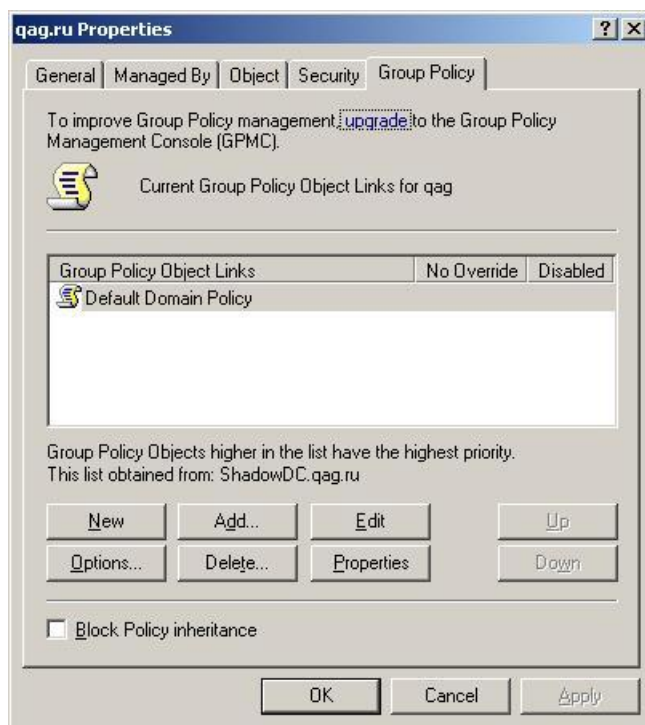 qag.ru Properties
General Managed By Object Security Group Policy
To improve Group Policy management, upgrade to the Group Policy
Management Console (GPMC).
Current Group Policy Object Links for qag
Group Policy Object Links No Override Disabled
Default Domain Policy
Group Policy Objects higher in the list have the highest priority.
This list obtained from: ShadowDC.qag.ru
New Add... Edit Up
Options... Delete... Properties Down
Block Policy inheritance
OK Cancel Apply